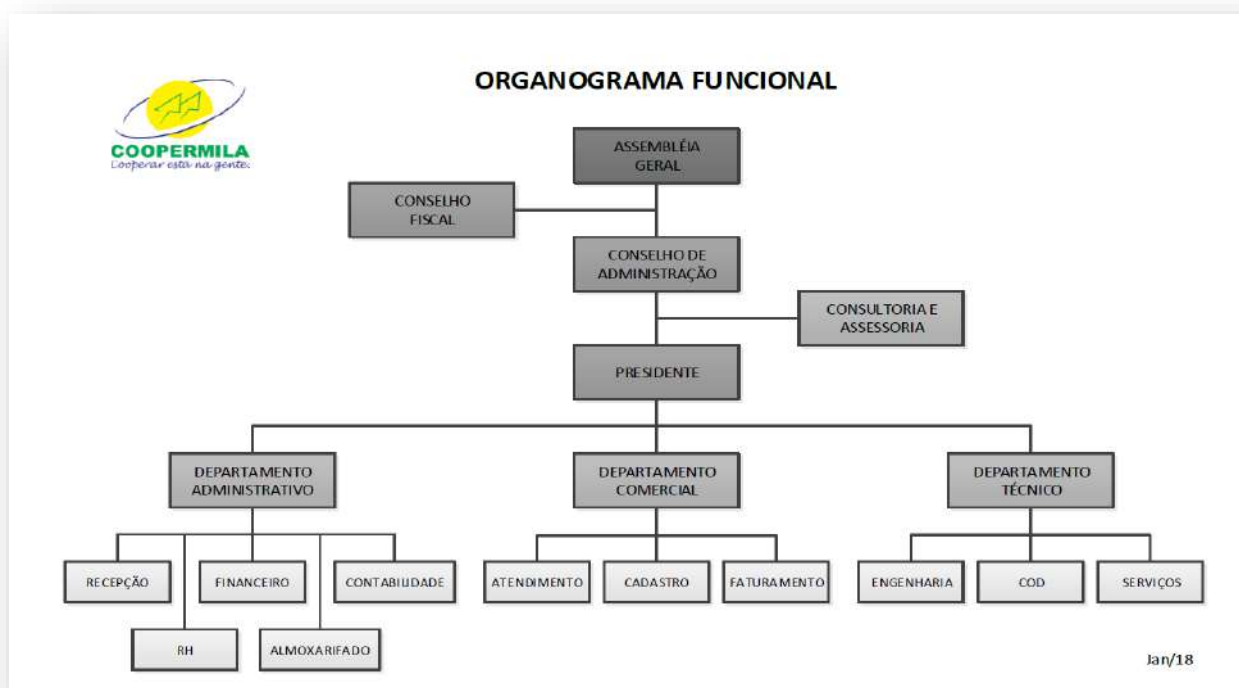 ORGANOGRAMA FUNCIONAL
COOPERMILA
Cooperar está na gente.
ASSEMBLÉIA
GERAL
CONSELHO
FISCAL
CONSELHO DE
ADMINISTRAÇÃO
CONSULTORIA E
ASSESSORIA
PRESIDENTE
DEPARTAMENTO
ADMINISTRATIVO
DEPARTAMENTO
COMERCIAL
DEPARTAMENTO
TÉCNICO
RECEPÇÃO
FINANCEIRO
CONTABILIDADE
ATENDIMENTO
CADASTRO
FATURAMENTO
ENGENHARIA
COD
SERVIÇOS
RH
ALMOXARIFADO
Jan/18